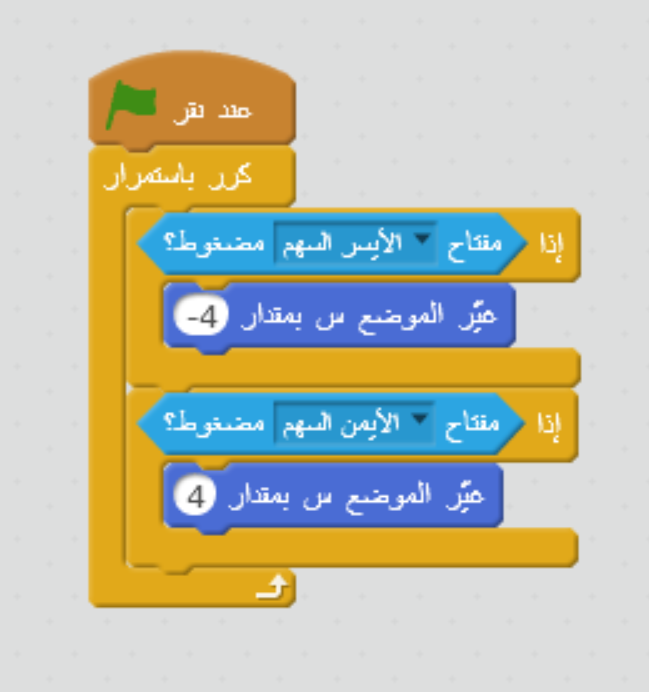 عند نقر
كرر باستمرار
إذا مفتاح الأيسر السهم مضغوط؟
غيّر الموضع س بمقدار -4
إذا مفتاح الأيمن السهم مضغوط؟
غيّر الموضع س بمقدار 4